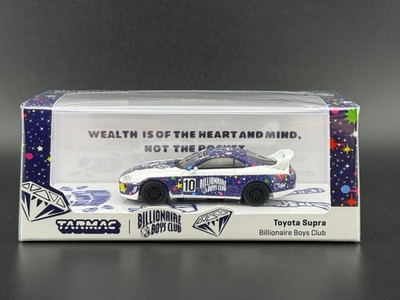 WEALTH IS OF THE HEART AND MIND,
NOT THE POCKET
10
BILLIONAIRE
BOYS CLUB
TARMAC
BILLIONAIRE
BOYS CLUB
Toyota Supra
Billionaire Boys Club